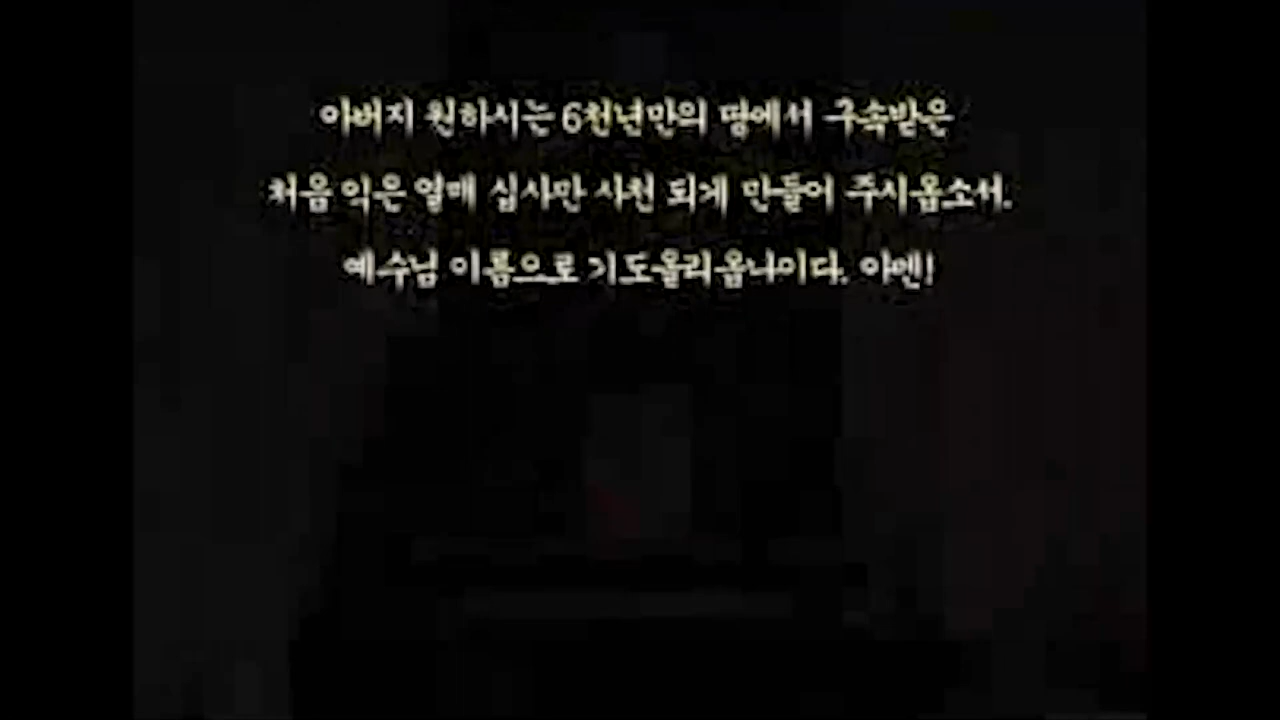 아버지 원하시는 6천년만의 땅에서 구속받은
처음 익은 열매 십사만 사천 되게 만들어 주시옵소서.
예수님 이름으로 기도올리옵나이다. 아멘!